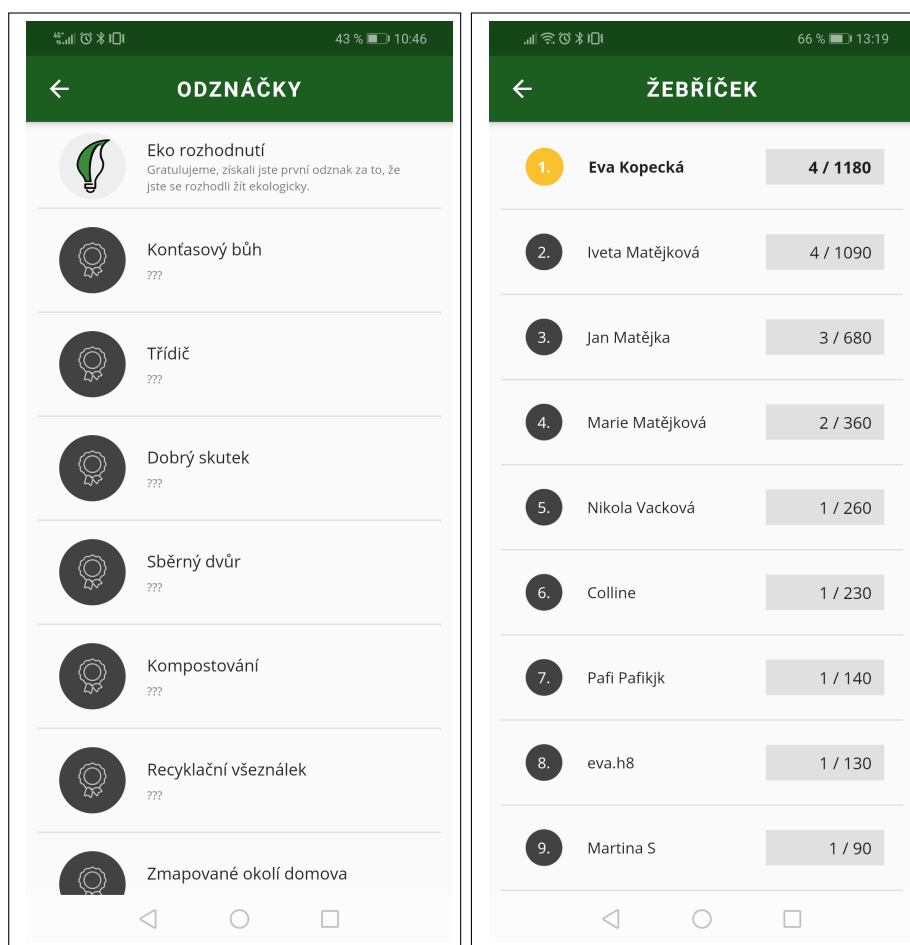 43 % 10:46
ODZNÁČKY
Eko rozhodnutí
Gratulujeme, získali jste první odznak za to, že
jste se rozhodli žít ekologicky.
Konťasový bůh
???
Třídič
???
Dobrý skutek
???
Sběrný dvůr
???
Kompostování
???
Recyklační všeználek
???
Zmapované okolí domova
66 % 13:19
ŽEBŘÍČEK
1. Eva Kopecká 4 / 1180
2. Iveta Matějková 4 / 1090
3. Jan Matějka 3 / 680
4. Marie Matějková 2 / 360
5. Nikola Vacková 1 / 260
6. Colline 1 / 230
7. Pafi Pafikjk 1 / 140
8. eva.h8 1 / 130
9. Martina S 1 / 90